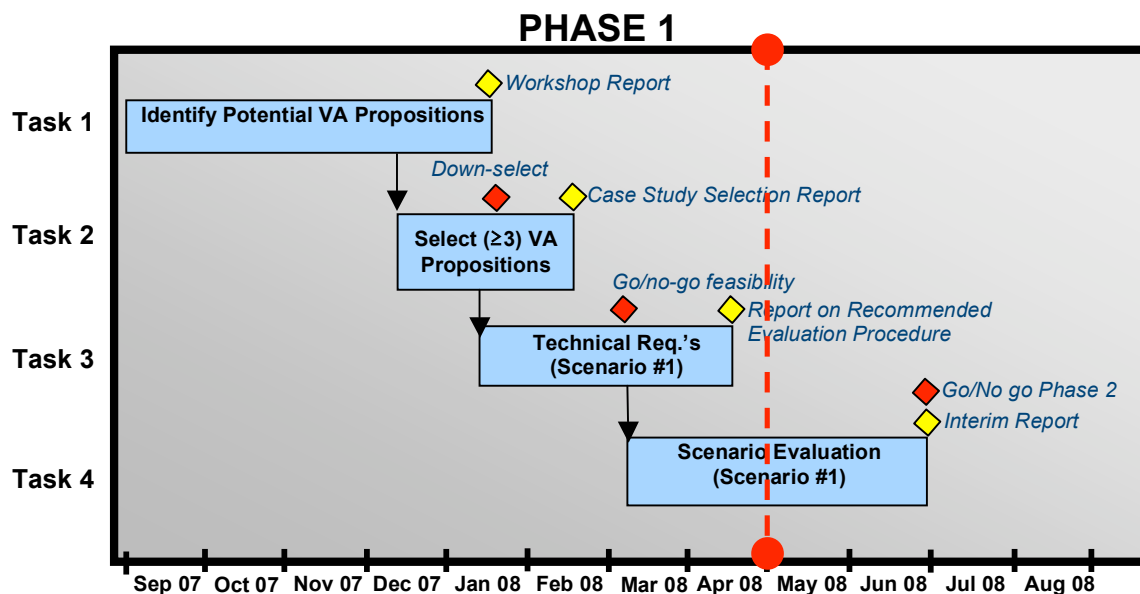 PHASE 1
Workshop Report
Task 1
Identify Potential VA Propositions
Down-select
Case Study Selection Report
Task 2
Select (≥3) VA
Propositions
Go/no-go feasibility
Report on Recommended
Evaluation Procedure
Task 3
Technical Req.'s
(Scenario #1)
Go/No go Phase 2
Interim Report
Task 4
Scenario Evaluation
(Scenario #1)
Sep 07 Oct 07 Nov 07 Dec 07 Jan 08 Feb 08 Mar 08 Apr 08 May 08 Jun 08 Jul 08 Aug 08